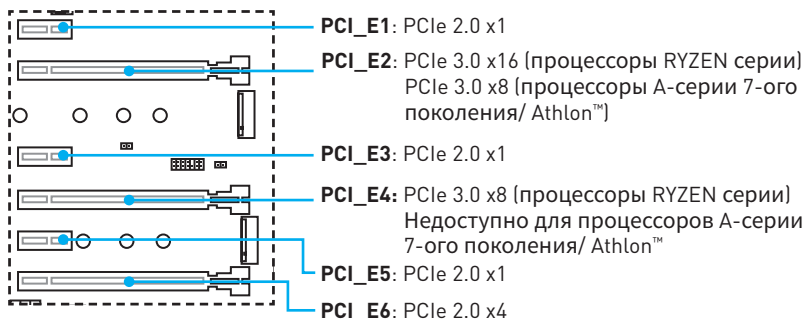 PCI_E1: PCIe 2.0 x1
PCI_E2: PCIe 3.0 x16 (процессоры RYZEN серии)
PCIe 3.0 x8 (процессоры A-серии 7-ого
поколения/ Athlon™)
PCI_E3: PCIe 2.0 x1
PCI_E4: PCIe 3.0 x8 (процессоры RYZEN серии)
Недоступно для процессоров A-серии
7-ого поколения/ Athlon™
PCI_E5: PCIe 2.0 x1
PCI_E6: PCIe 2.0 x4